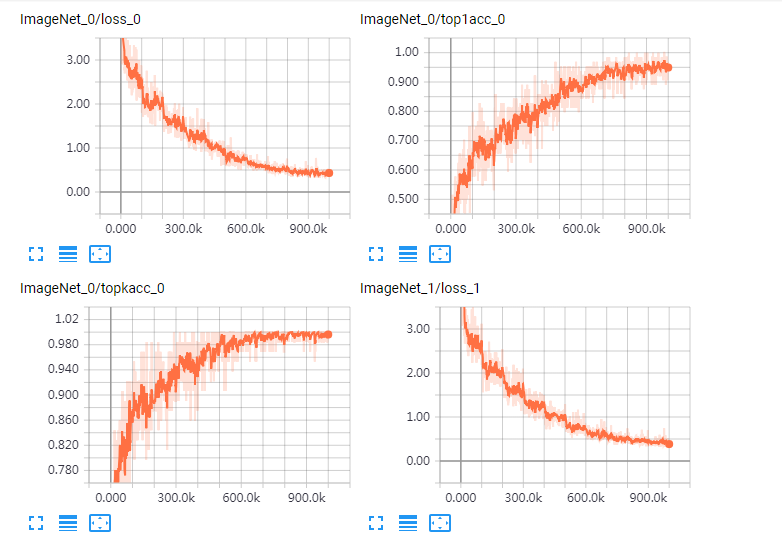 ImageNet_0/loss_0
3.00
2.00
1.00
0.00
0.000 300.0k 600.0k 900.0k
ImageNet_0/top1acc_0
1.00
0.900
0.800
0.700
0.600
0.500
0.000 300.0k 600.0k 900.0k
ImageNet_0/topkacc_0
1.02
0.980
0.940
0.900
0.860
0.820
0.780
0.000 300.0k 600.0k 900.0k
ImageNet_1/loss_1
3.00
2.00
1.00
0.00
0.000 300.0k 600.0k 900.0k